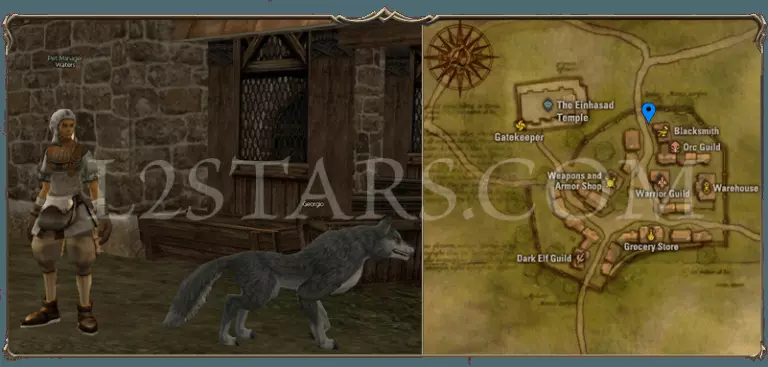 Pet Manager
Waters
Georgio
L2STARS.COM
The Einhasad
Temple
Gatekeeper
Blacksmith
Orc Guild
Weapons and
Armor Shop
Warrior Guild
Warehouse
Grocery Store
Dark Elf Guild